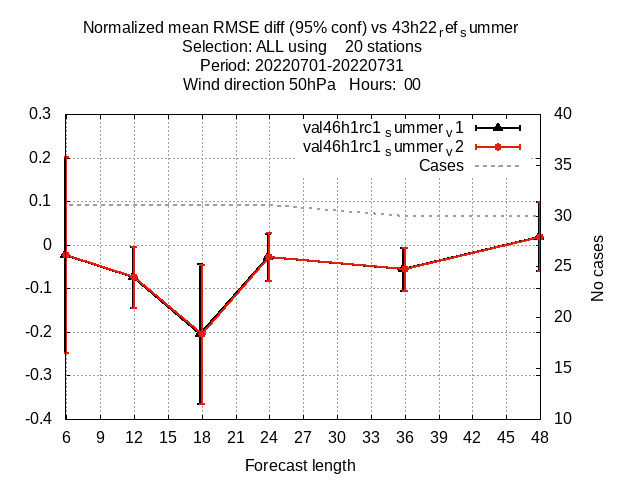 Normalized mean RMSE diff (95% conf) vs 43h22refsummer
Selection: ALL using    20 stations
Period: 20220701-20220731
Wind direction 50hPa   Hours:  00
0.3
0.2
0.1
0
-0.1
-0.2
-0.3
-0.4
40
35
30
25
20
15
10
val46h1rc1summerv1
val46h1rc1summerv2
Cases
No cases
6 9 12 15 18 21 24 27 30 33 36 39 42 45 48
Forecast length